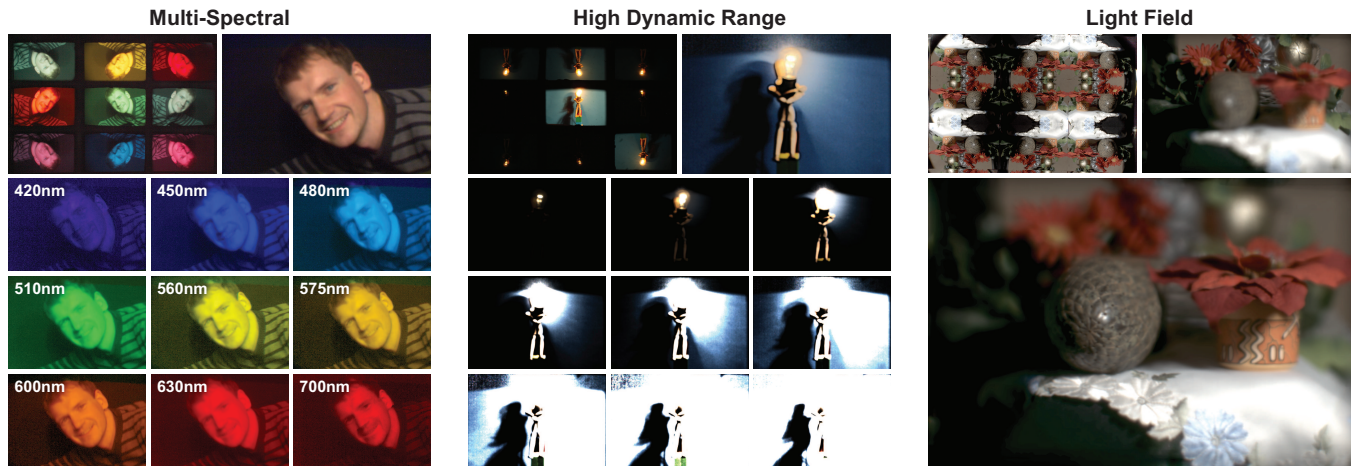 Multi-Spectral
High Dynamic Range
Light Field
420nm
450nm
480nm
510nm
560nm
575nm
600nm
630nm
700nm